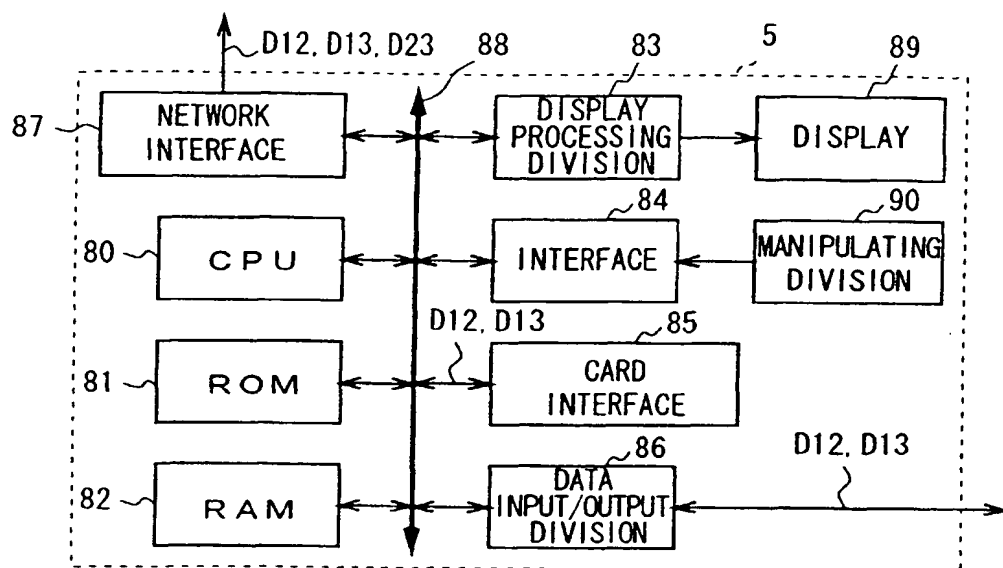 D12, D13, D23
88
83
5
89
87
NETWORK
INTERFACE
DISPLAY
PROCESSING
DIVISION
DISPLAY
80
CPU
84
INTERFACE
90
MANIPULATING
DIVISION
D12, D13
81
ROM
85
CARD
INTERFACE
82
RAM
86
DATA
INPUT/OUTPUT
DIVISION
D12, D13